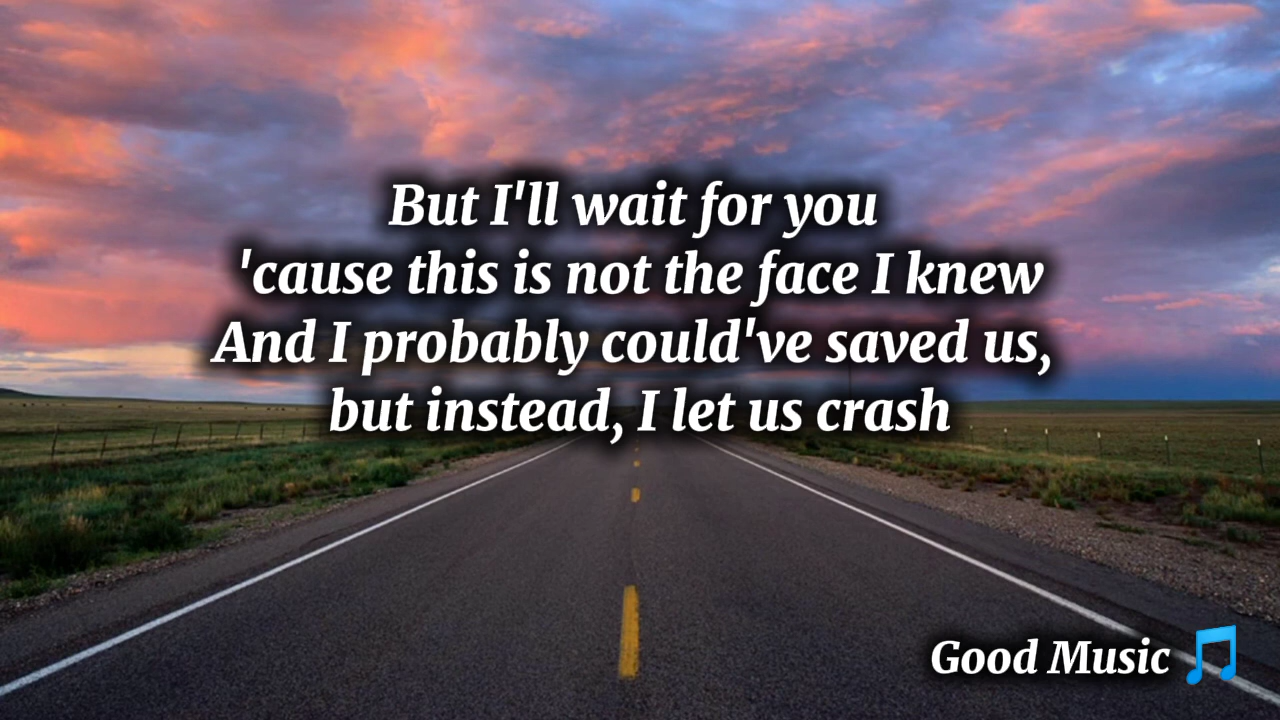 But I'll wait for you
'cause this is not the face I knew
And I probably could've saved us,
but instead, I let us crash
Good Music